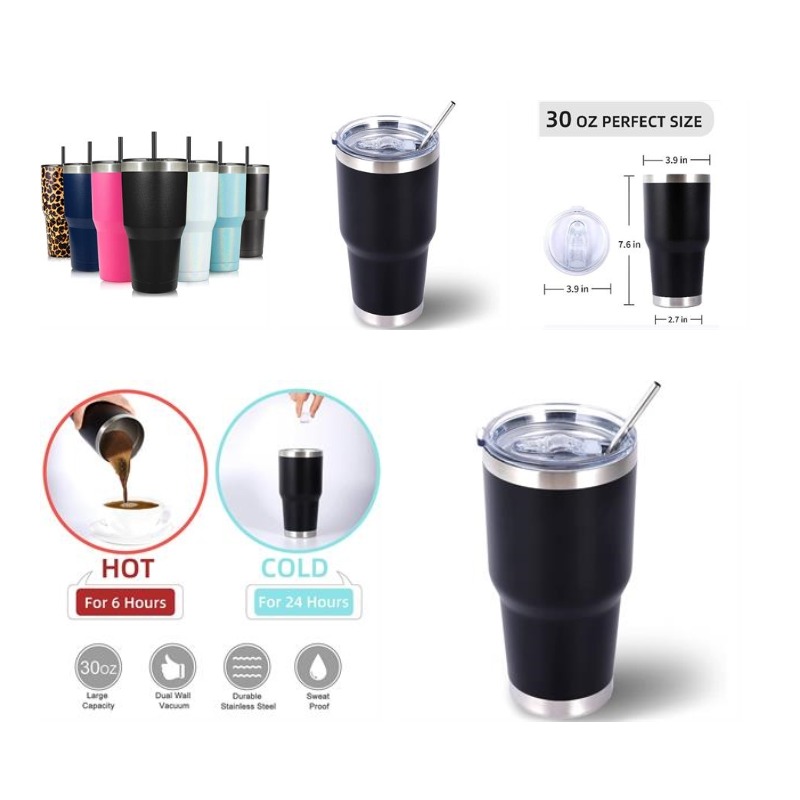 30 OZ PERFECT SIZE
3.9 in
7.6 in
3.9 in
2.7 in
HOT
COLD
For 6 Hours
For 24 Hours
30OZ
Large
Capacity
Dual Wall
Vacuum
Durable
Stainless Steel
Sweat
Proof